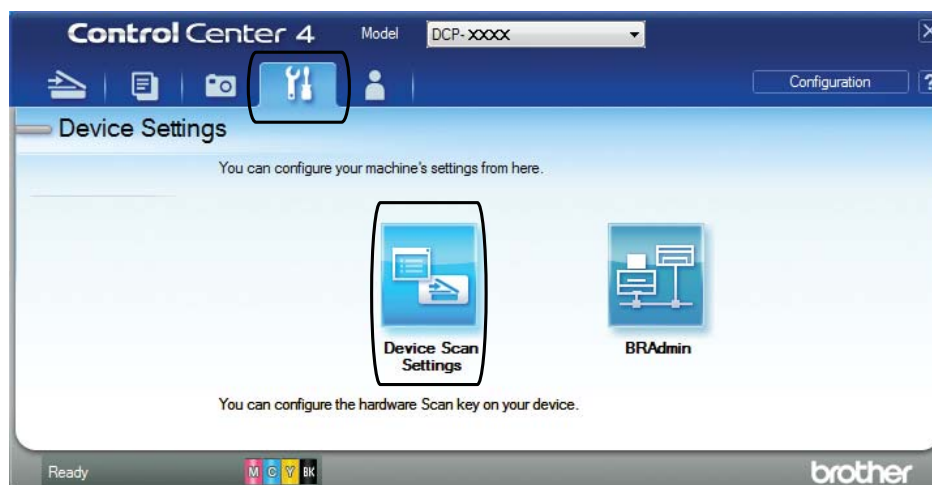 Control Center 4 Model DCP-XXXX
Configuration ?
Device Settings
You can configure your machine's settings from here.
Device Scan
Settings
BRAdmin
You can configure the hardware Scan key on your device.
Ready M C Y BK brother